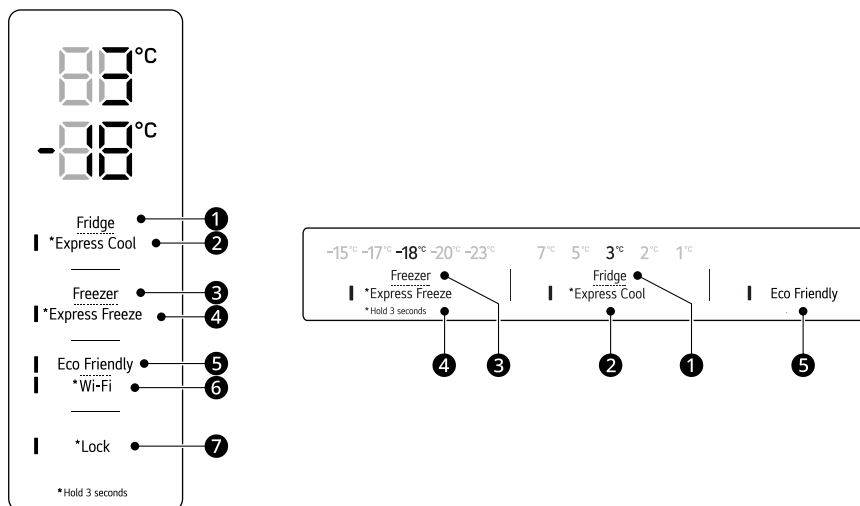 3°C
-18°C
Fridge
*Express Cool
Freezer
*Express Freeze
Eco Friendly
*Wi-Fi
*Lock
*Hold 3 seconds
1
2
3
4
5
6
7
-15°C -17°C -18°C -20°C -23°C 7°C 5°C 3°C 2°C 1°C
Freezer Fridge
*Express Freeze *Express Cool Eco Friendly
*Hold 3 seconds
4 3 2 1 5